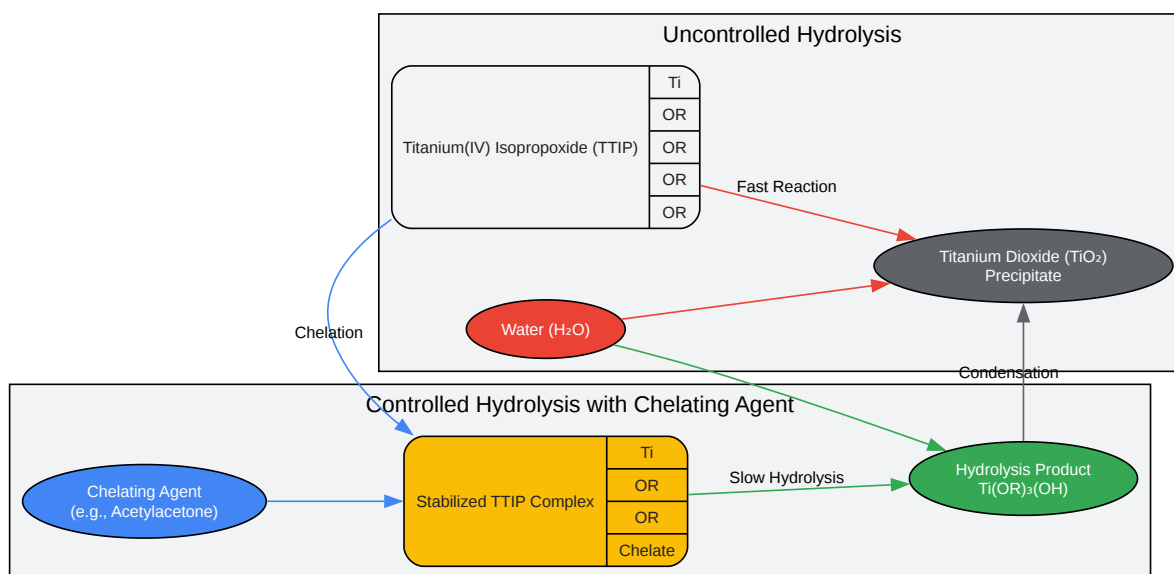 Uncontrolled Hydrolysis
Titanium(IV) Isopropoxide (TTIP)
Ti
OR
OR
OR
OR
Fast Reaction
Titanium Dioxide (TiO₂)
Precipitate
Water (H₂O)
Chelation
Condensation
Controlled Hydrolysis with Chelating Agent
Chelating Agent
(e.g., Acetylacetone)
Stabilized TTIP Complex
Ti
OR
OR
Chelate
Slow Hydrolysis
Hydrolysis Product
Ti(OR)₃(OH)